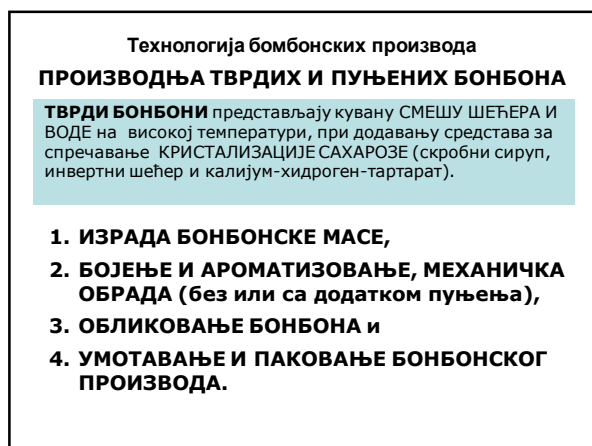 Технологија бомбонских производа
ПРОИЗВОДЊА ТВРДИХ И ПУЊЕНИХ БОНБОНА
ТВРДИ БОНБОНИ представљају кувану СМЕШУ ШЕЋЕРА И
ВОДЕ на високој температури, при додавању средстава за
спречавање КРИСТАЛИЗАЦИЈЕ САХАРОЗЕ (скробни сируп,
инвертни шећер и калијум-хидроген-тартарат).
1. ИЗРАДА БОНБОНСКЕ МАСЕ,
2. БОЈЕЊЕ И АРОМАТИЗОВАЊЕ, МЕХАНИЧКА
ОБРАДА (без или са додатком пуњења),
3. ОБЛИКОВАЊЕ БОНБОНА и
4. УМОТАВАЊЕ И ПАКОВАЊЕ БОНБОНСКОГ
ПРОИЗВОДА.